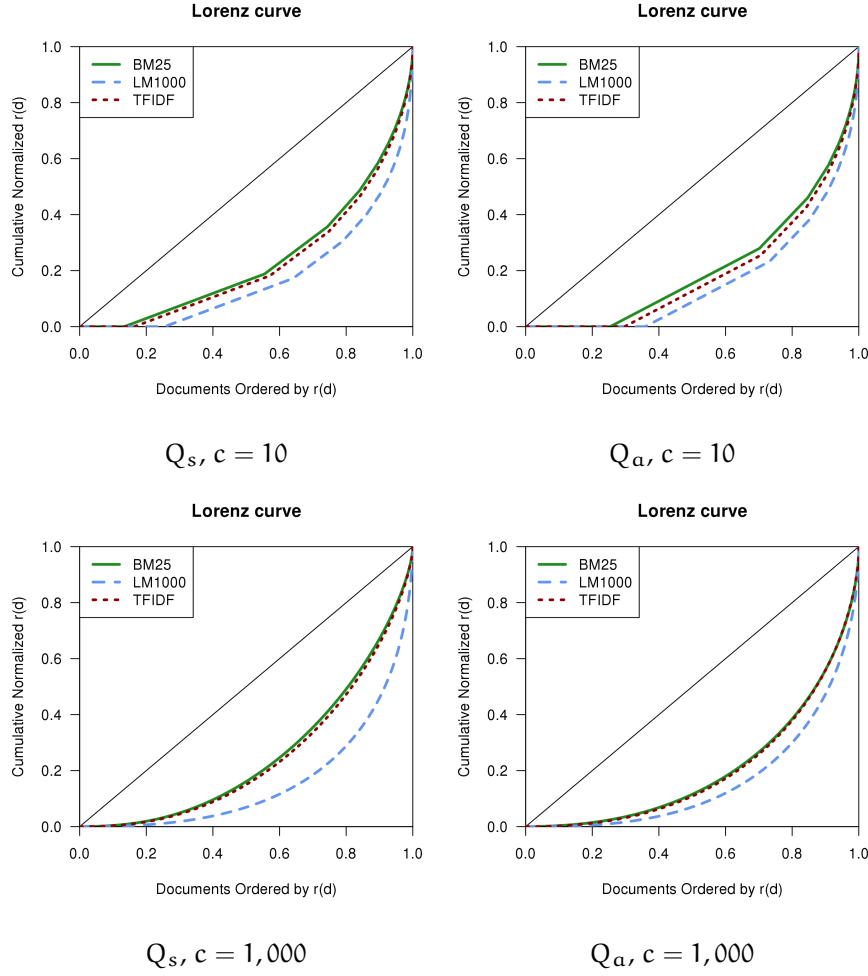 Lorenz curve
BM25
LM1000
TFIDF
Cumulative Normalized r(d)
1.0
0.8
0.6
0.4
0.2
0.0
0.0 0.2 0.4 0.6 0.8 1.0
Documents Ordered by r(d)
Qs, c = 10
Lorenz curve
BM25
LM1000
TFIDF
Cumulative Normalized r(d)
1.0
0.8
0.6
0.4
0.2
0.0
0.0 0.2 0.4 0.6 0.8 1.0
Documents Ordered by r(d)
Qa, c = 10
Lorenz curve
BM25
LM1000
TFIDF
Cumulative Normalized r(d)
1.0
0.8
0.6
0.4
0.2
0.0
0.0 0.2 0.4 0.6 0.8 1.0
Documents Ordered by r(d)
Qs, c = 1,000
Lorenz curve
BM25
LM1000
TFIDF
Cumulative Normalized r(d)
1.0
0.8
0.6
0.4
0.2
0.0
0.0 0.2 0.4 0.6 0.8 1.0
Documents Ordered by r(d)
Qa, c = 1,000